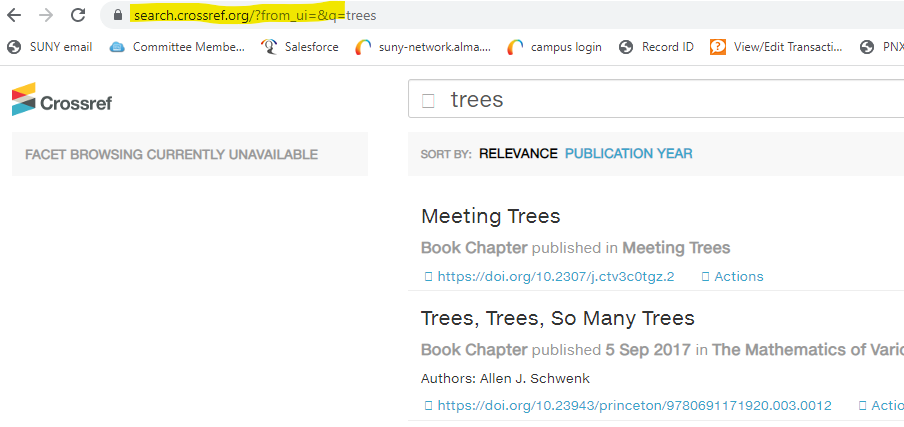 search.crossref.org/?from_ui=&q=trees
SUNY email Committee Membe... Salesforce suny-network.alma.... campus login Record ID View/Edit Transacti... PNX
Crossref
trees
FACET BROWSING CURRENTLY UNAVAILABLE
SORT BY: RELEVANCE PUBLICATION YEAR
Meeting Trees
Book Chapter published in Meeting Trees
https://doi.org/10.2307/j.ctv3c0tgz.2 Actions
Trees, Trees, So Many Trees
Book Chapter published 5 Sep 2017 in The Mathematics of Vario
Authors: Allen J. Schwenk
https://doi.org/10.23943/princeton/9780691171920.003.0012 Actio